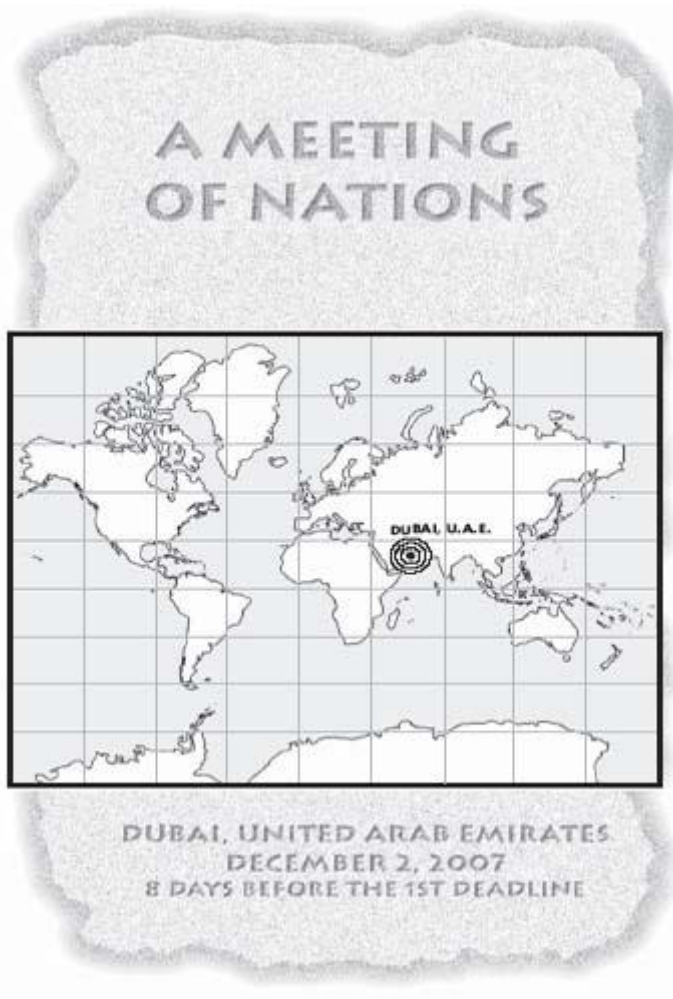 A MEETING
OF NATIONS
DUBAI, U.A.E.
DUBAI, UNITED ARAB EMIRATES
DECEMBER 2, 2007
8 DAYS BEFORE THE 1ST DEADLINE